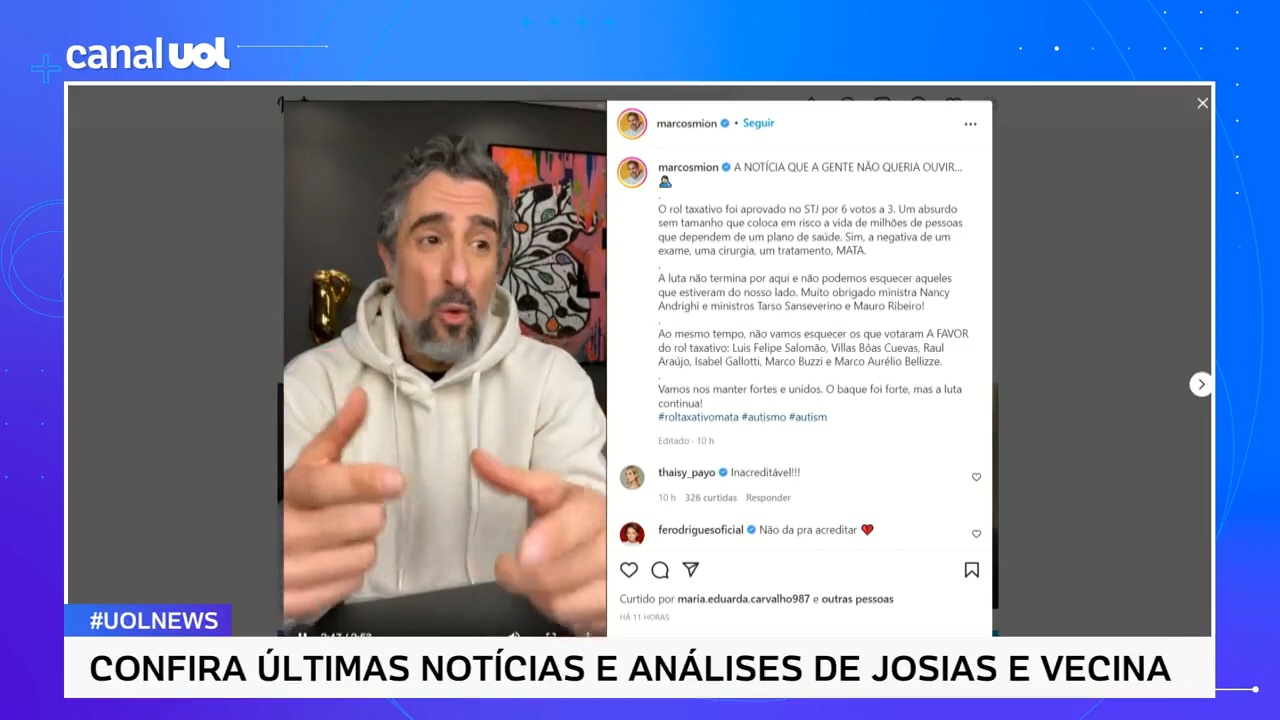 canal uol
marcosmion • Seguir
marcosmion A NOTÍCIA QUE A GENTE NÃO QUERIA OUVIR...
.
O rol taxativo foi aprovado no STJ por 6 votos a 3. Um absurdo
sem tamanho que coloca em risco a vida de milhões de pessoas
que dependem de um plano de saúde. Sim, a negativa de um
exame, uma cirurgia, um tratamento, MATA.
.
A luta não termina por aqui e não podemos esquecer aqueles
que estiveram do nosso lado. Muito obrigado ministra Nancy
Andrighi e ministros Tarso Sanseverino e Mauro Ribeiro!
.
Ao mesmo tempo, não vamos esquecer os que votaram A FAVOR
do rol taxativo: Luis Felipe Salomão, Villas Bôas Cuevas, Raul
Araújo, Isabel Gallotti, Marco Buzzi e Marco Aurélio Bellizze.
.
Vamos nos manter fortes e unidos. O baque foi forte, mas a luta
continua!
#roltaxativomata #autismo #autism
Editado · 10 h
thaisy_payo Inacreditável!!!
10 h 326 curtidas Responder
ferodriguesoficial Não da pra acreditar
Curtido por maria.eduarda.carvalho987 e outras pessoas
HÁ 11 HORAS
#UOLNEWS
CONFIRA ÚLTIMAS NOTÍCIAS E ANÁLISES DE JOSIAS E VECINA